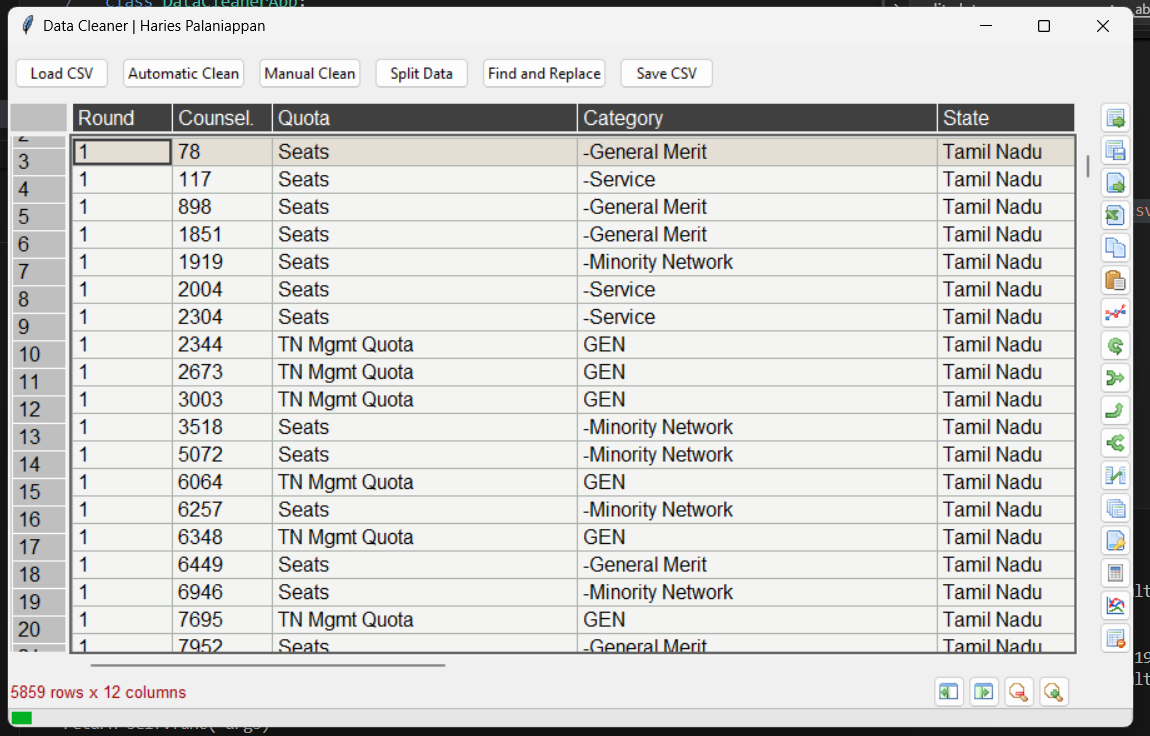 class DataCleanerApp:
Data Cleaner | Haries Palaniappan
Load CSV Automatic Clean Manual Clean Split Data Find and Replace Save CSV
Round Counsel. Quota Category State
3 1 78 Seats -General Merit Tamil Nadu
4 1 117 Seats -Service Tamil Nadu
5 1 898 Seats -General Merit Tamil Nadu
6 1 1851 Seats -General Merit Tamil Nadu
7 1 1919 Seats -Minority Network Tamil Nadu
8 1 2004 Seats -Service Tamil Nadu
9 1 2304 Seats -Service Tamil Nadu
10 1 2344 TN Mgmt Quota GEN Tamil Nadu
11 1 2673 TN Mgmt Quota GEN Tamil Nadu
12 1 3003 TN Mgmt Quota GEN Tamil Nadu
13 1 3518 Seats -Minority Network Tamil Nadu
14 1 5072 Seats -Minority Network Tamil Nadu
15 1 6064 TN Mgmt Quota GEN Tamil Nadu
16 1 6257 Seats -Minority Network Tamil Nadu
17 1 6348 TN Mgmt Quota GEN Tamil Nadu
18 1 6449 Seats -General Merit Tamil Nadu
19 1 6946 Seats -Minority Network Tamil Nadu
20 1 7695 TN Mgmt Quota GEN Tamil Nadu
1 7952 Seats -General Merit Tamil Nadu
5859 rows x 12 columns